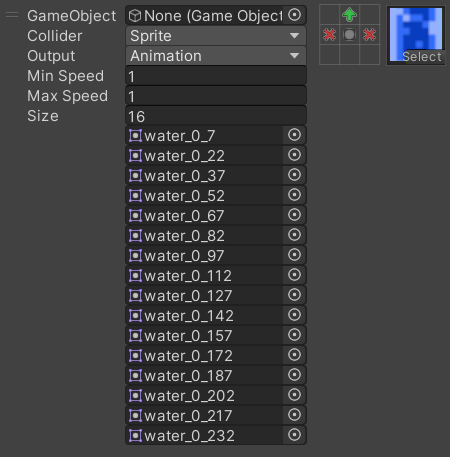 GameObject None (Game Object
Collider Sprite
Output Animation
Min Speed 1
Max Speed 1
Size 16
Select
water_0_7
water_0_22
water_0_37
water_0_52
water_0_67
water_0_82
water_0_97
water_0_112
water_0_127
water_0_142
water_0_157
water_0_172
water_0_187
water_0_202
water_0_217
water_0_232